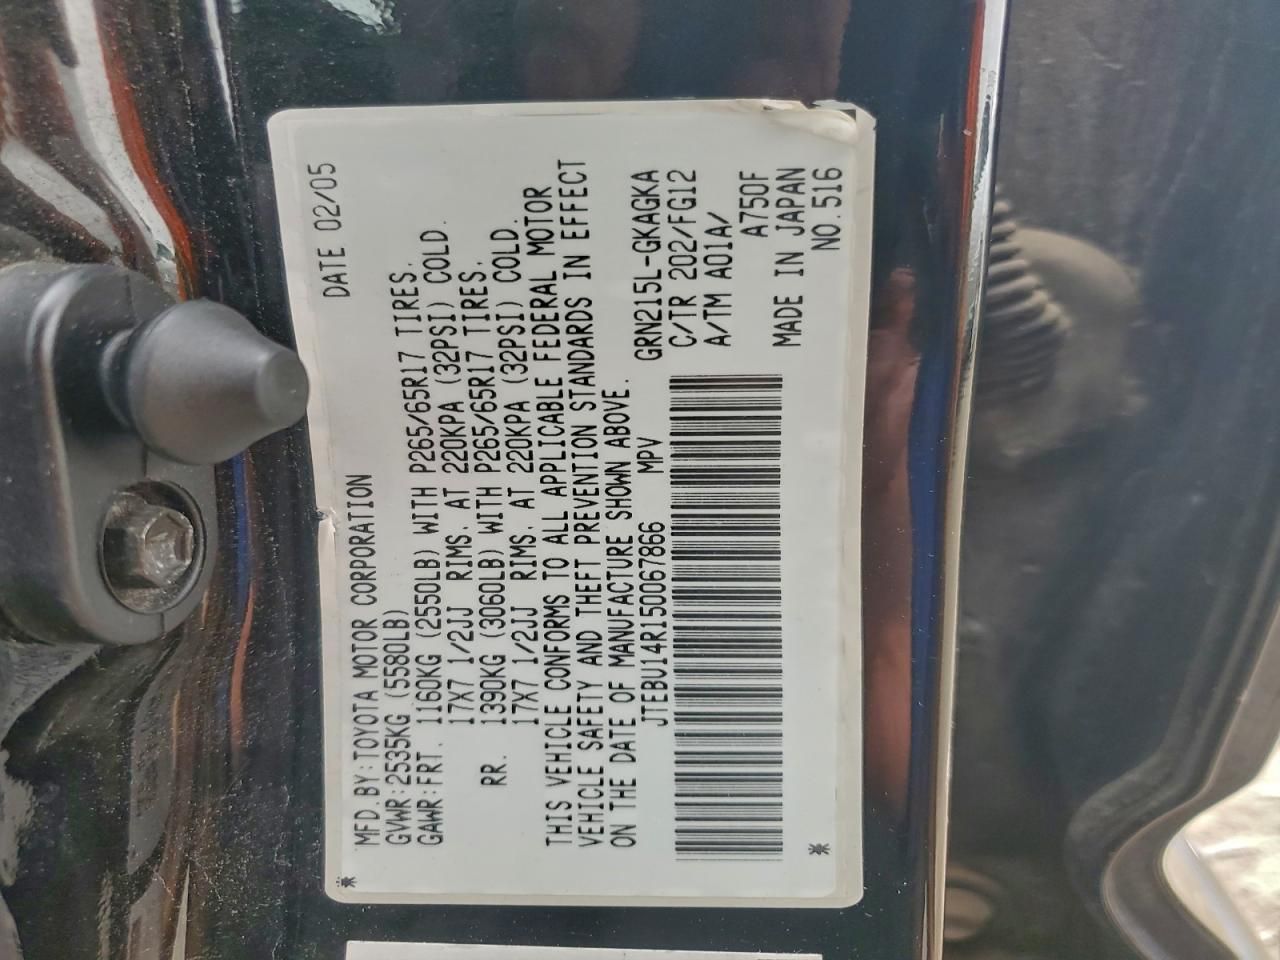 DATE 02/05
MFD.BY:TOYOTA MOTOR CORPORATION
GVWR:2535KG (5580LB)
GAWR:FRT. 1160KG (2550LB) WITH P265/65R17 TIRES.
17X7 1/2JJ RIMS. AT 220KPA (32PSI) COLD.
RR. 1390KG (3060LB) WITH P265/65R17 TIRES.
17X7 1/2JJ RIMS. AT 220KPA (32PSI) COLD.
THIS VEHICLE CONFORMS TO ALL APPLICABLE FEDERAL MOTOR
VEHICLE SAFETY AND THEFT PREVENTION STANDARDS IN EFFECT
ON THE DATE OF MANUFACTURE SHOWN ABOVE.
JTEBU14R150067866 MPV
GRN215L-GKAGKA
C/TR 202/FG12
A/TM A01A/
A750F
MADE IN JAPAN
NO.516